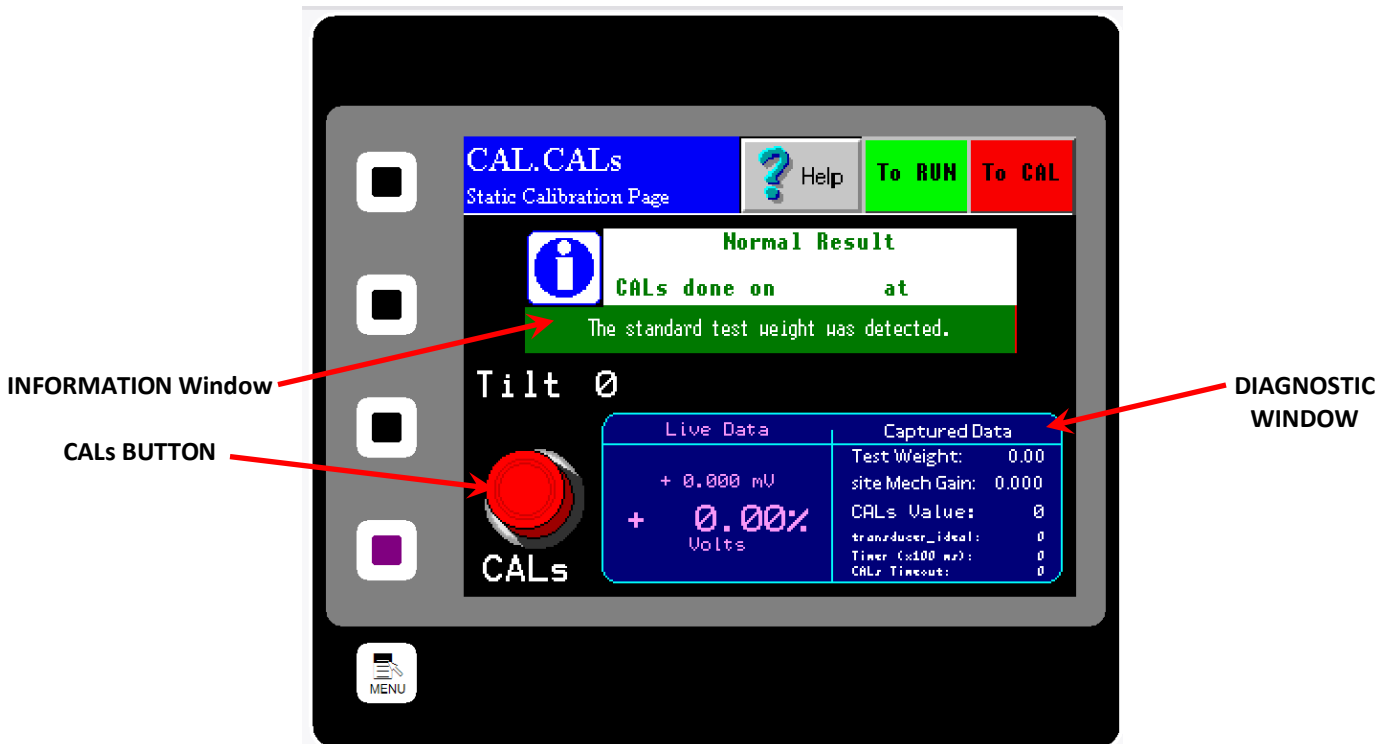 CAL.CALs
Static Calibration Page
Help
To RUN
To CAL
Normal Result
CALs done on at
The standard test weight was detected.
INFORMATION Window
Tilt 0
DIAGNOSTIC
WINDOW
CALs BUTTON
Live Data
Captured Data
+ 0.000 mV
+ 0.00%
Volts
Test Weight: 0.00
site Mech Gain: 0.000
CALs Value: 0
transducer_ideal: 0
Timer (x100 ms): 0
CALs Timeout: 0
CALs
MENU